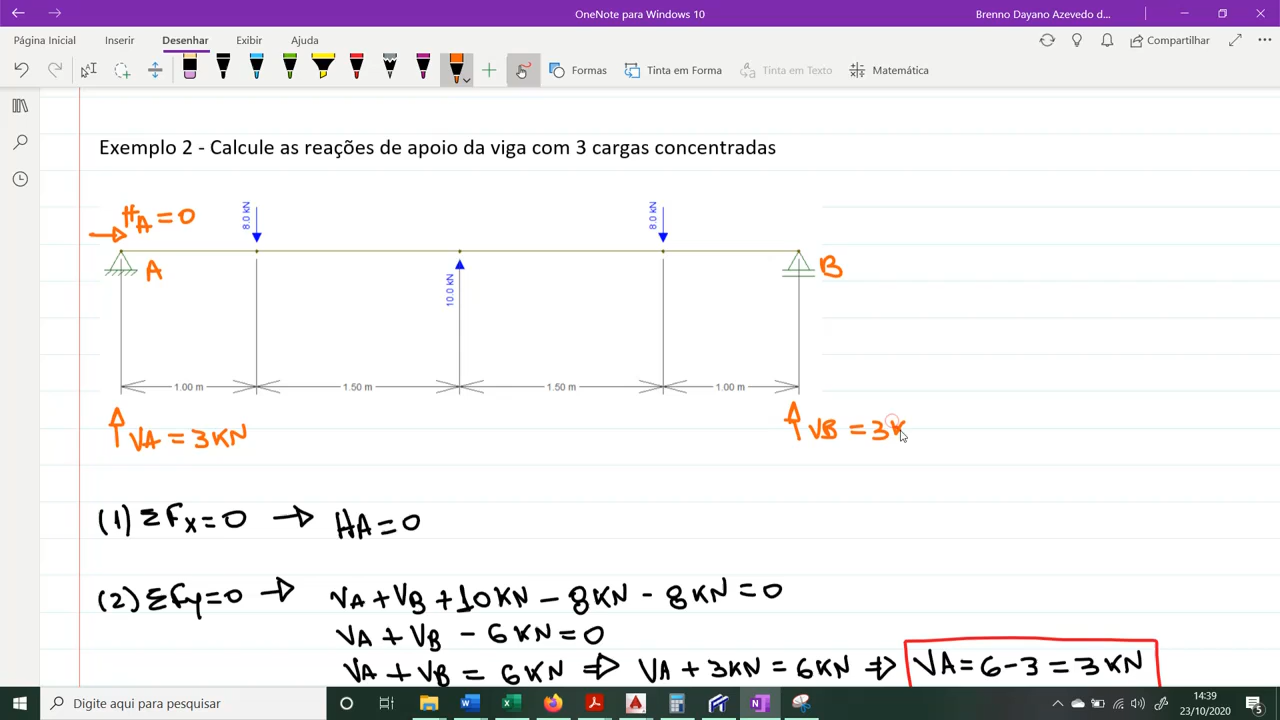 OneNote para Windows 10
Brenno Dayano Azevedo d...
Página Inicial Inserir Desenhar Exibir Ajuda
Compartilhar
Formas Tinta em Forma Tinta em Texto Matemática
Exemplo 2 - Calcule as reações de apoio da viga com 3 cargas concentradas
HA = 0
8.0 kN
8.0 kN
A
B
10.0 kN
1.00 m 1.50 m 1.50 m 1.00 m
VA = 3KN
VB = 3K
(1) ΣFx = 0 → HA = 0
(2) ΣFy = 0 → VA + VB + 10KN - 8KN - 8KN = 0
VA + VB - 6KN = 0
VA + VB = 6KN ⇒ VA + 3KN = 6KN ⇒ VA = 6 - 3 = 3KN
Digite aqui para pesquisar
14:39
23/10/2020
5